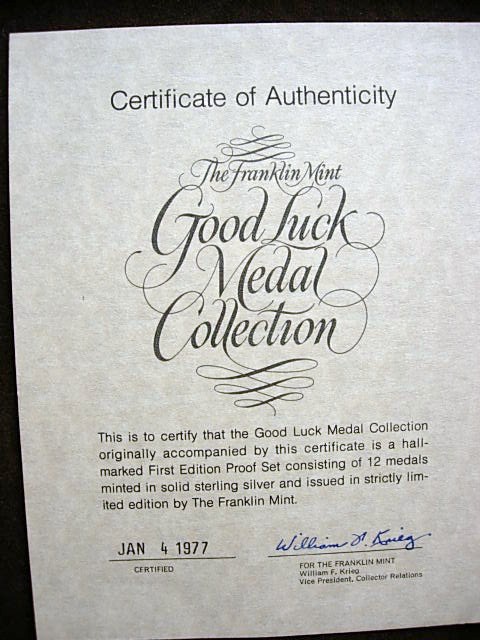 Certificate of Authenticity
The Franklin Mint
Good Luck
Medal
Collection
This is to certify that the Good Luck Medal Collection
originally accompanied by this certificate is a hall-
marked First Edition Proof Set consisting of 12 medals
minted in solid sterling silver and issued in strictly lim-
ited edition by The Franklin Mint.
JAN 4 1977
CERTIFIED
William F. Krieg
FOR THE FRANKLIN MINT
William F. Krieg
Vice President, Collector Relations